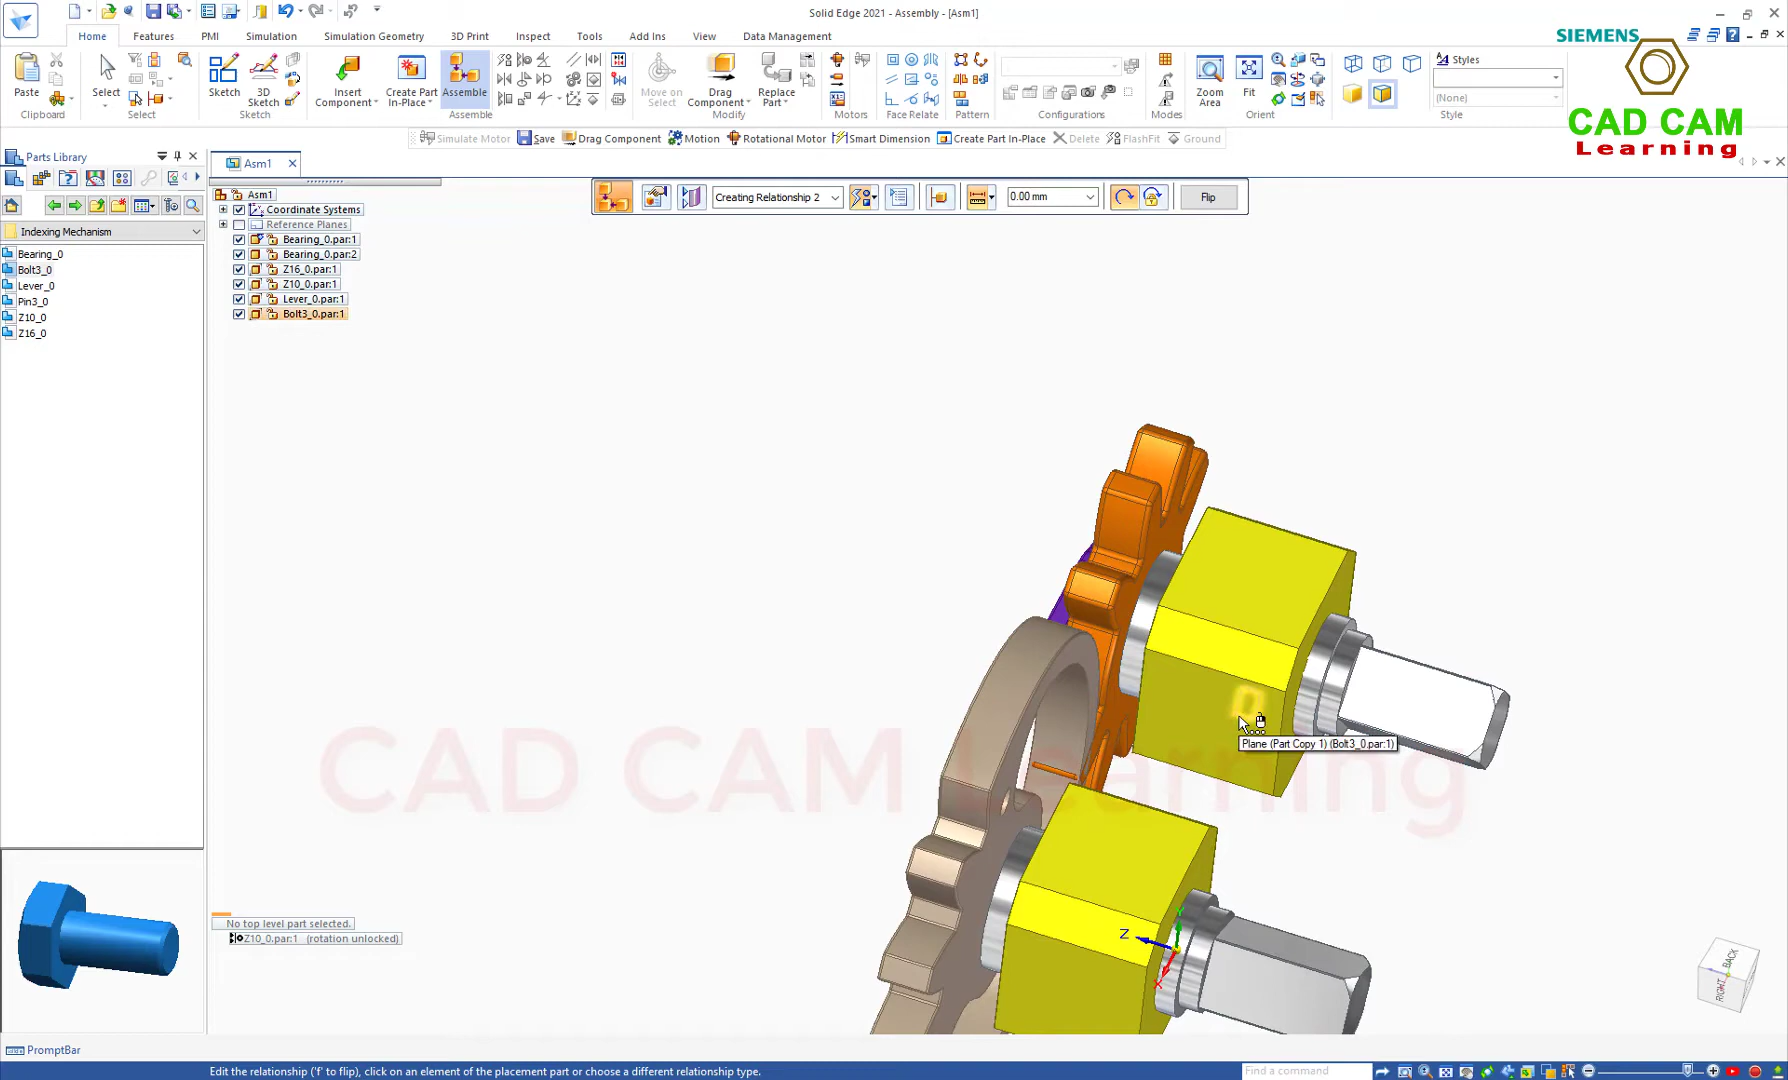 Solid Edge 2021 - Assembly - [Asm1]
Home Features PMI Simulation Simulation Geometry 3D Print Inspect Tools Add Ins View Data Management
SIEMENS
CAD CAM
Learning
Paste
Clipboard
Select
Select
Sketch
3D Sketch
Sketch
Insert Component
Create Part In-Place
Assemble
Assemble
Move on Select
Drag Component
Replace Part
Modify
Motors
Face Relate
Pattern
Configurations
Modes
Zoom Area
Fit
Orient
Styles
(None)
Style
Simulate Motor Save Drag Component Motion Rotational Motor Smart Dimension Create Part In-Place Delete FlashFit Ground
Parts Library
Asm1
Creating Relationship 2
0.00 mm
Flip
Indexing Mechanism
Bearing_0
Bolt3_0
Lever_0
Pin3_0
Z10_0
Z16_0
Asm1
Coordinate Systems
Reference Planes
Bearing_0.par:1
Bearing_0.par:2
Z16_0.par:1
Z10_0.par:1
Lever_0.par:1
Bolt3_0.par:1
Plane (Part Copy 1) (Bolt3_0.par:1)
CAD CAM Learning
Z
Y
X
BACK
RIGHT
No top level part selected.
Z10_0.par:1 (rotation unlocked)
PromptBar
Edit the relationship ('f' to flip), click on an element of the placement part or choose a different relationship type.
Find a command